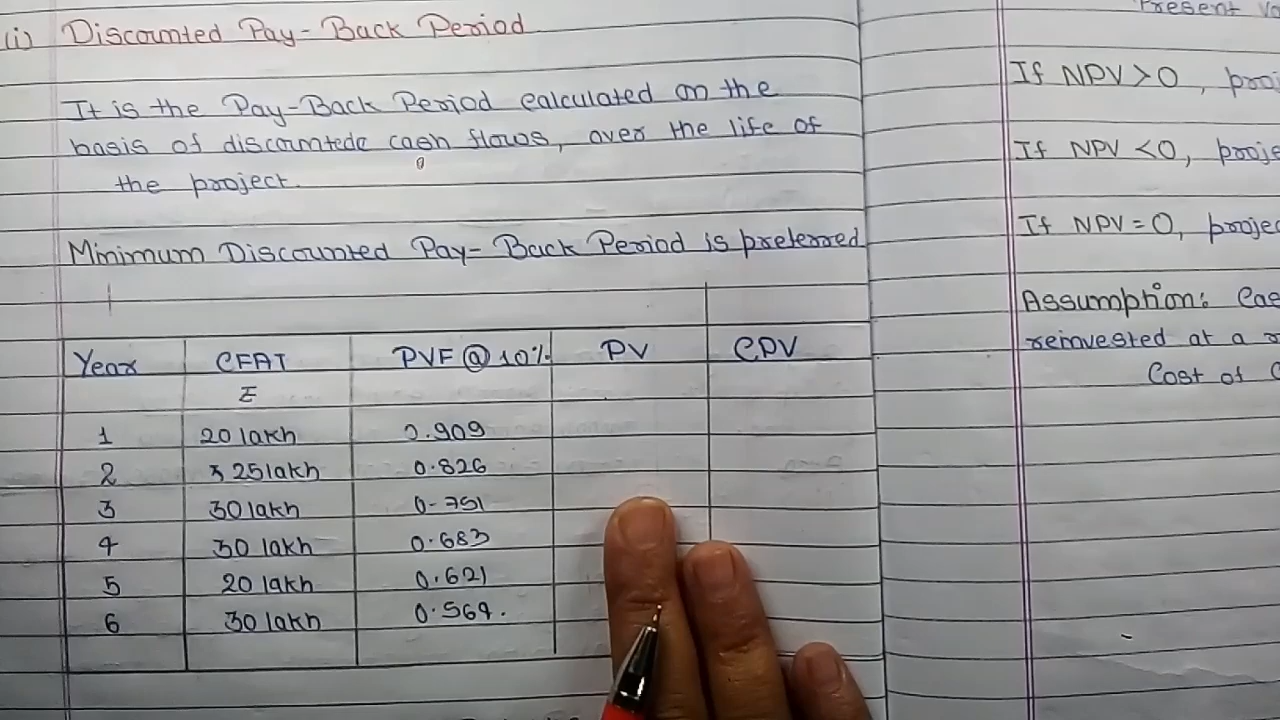 (i) Discounted Pay-Back Period
It is the Pay-Back Period calculated on the
basis of discountede cash flows, over the life of
the project.
Minimum Discounted Pay-Back Period is preferred
Year CFAT PVF @ 10% PV CPV
₹
1 20 lakh 0.909
2 ₹ 25 lakh 0.826
3 30 lakh 0-751
4 30 lakh 0.683
5 20 lakh 0.621
6 30 lakh 0.564.
Present
If NPV > 0,
If NPV < 0,
If NPV = 0,
Assumption:
reinvested at a
Cost of